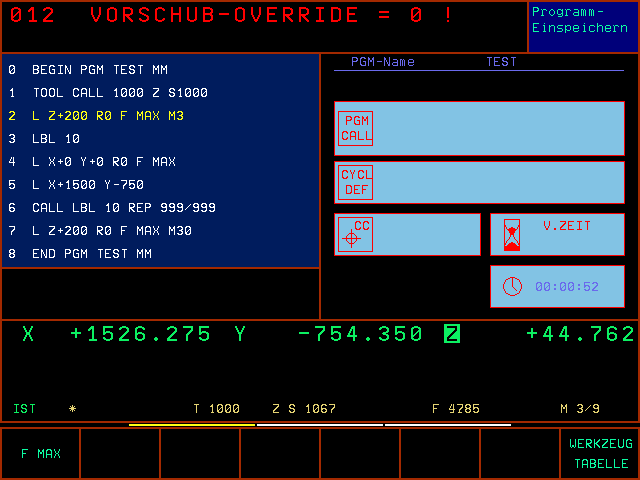 012 VORSCHUB-OVERRIDE = 0 !
Programm-
Einspeichern
0 BEGIN PGM TEST MM
1 TOOL CALL 1000 Z S1000
2 L Z+200 R0 F MAX M3
3 LBL 10
4 L X+0 Y+0 R0 F MAX
5 L X+1500 Y-750
6 CALL LBL 10 REP 999/999
7 L Z+200 R0 F MAX M30
8 END PGM TEST MM
PGM-Name TEST
PGM
CALL
CYCL
DEF
CC
V.ZEIT
00:00:52
X +1526.275 Y -754.350 Z +44.762
IST * T 1000 Z S 1067 F 4785 M 3/9
F MAX
WERKZEUG
TABELLE